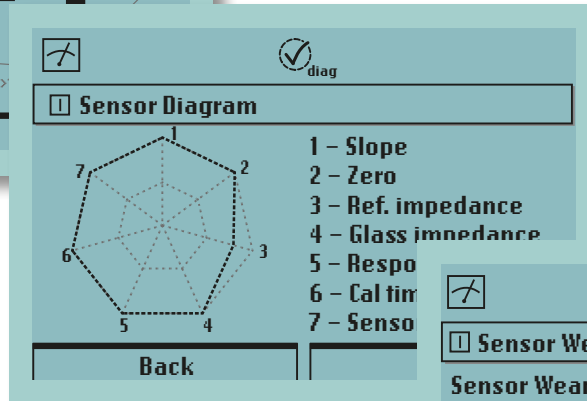 diag
i Sensor Diagram
1
2
3
4
5
6
7
1 – Slope
2 – Zero
3 – Ref. impedance
4 – Glass impedance
5 – Respo
6 – Cal tim
7 – Senso
Back
i Sensor We
Sensor Wear